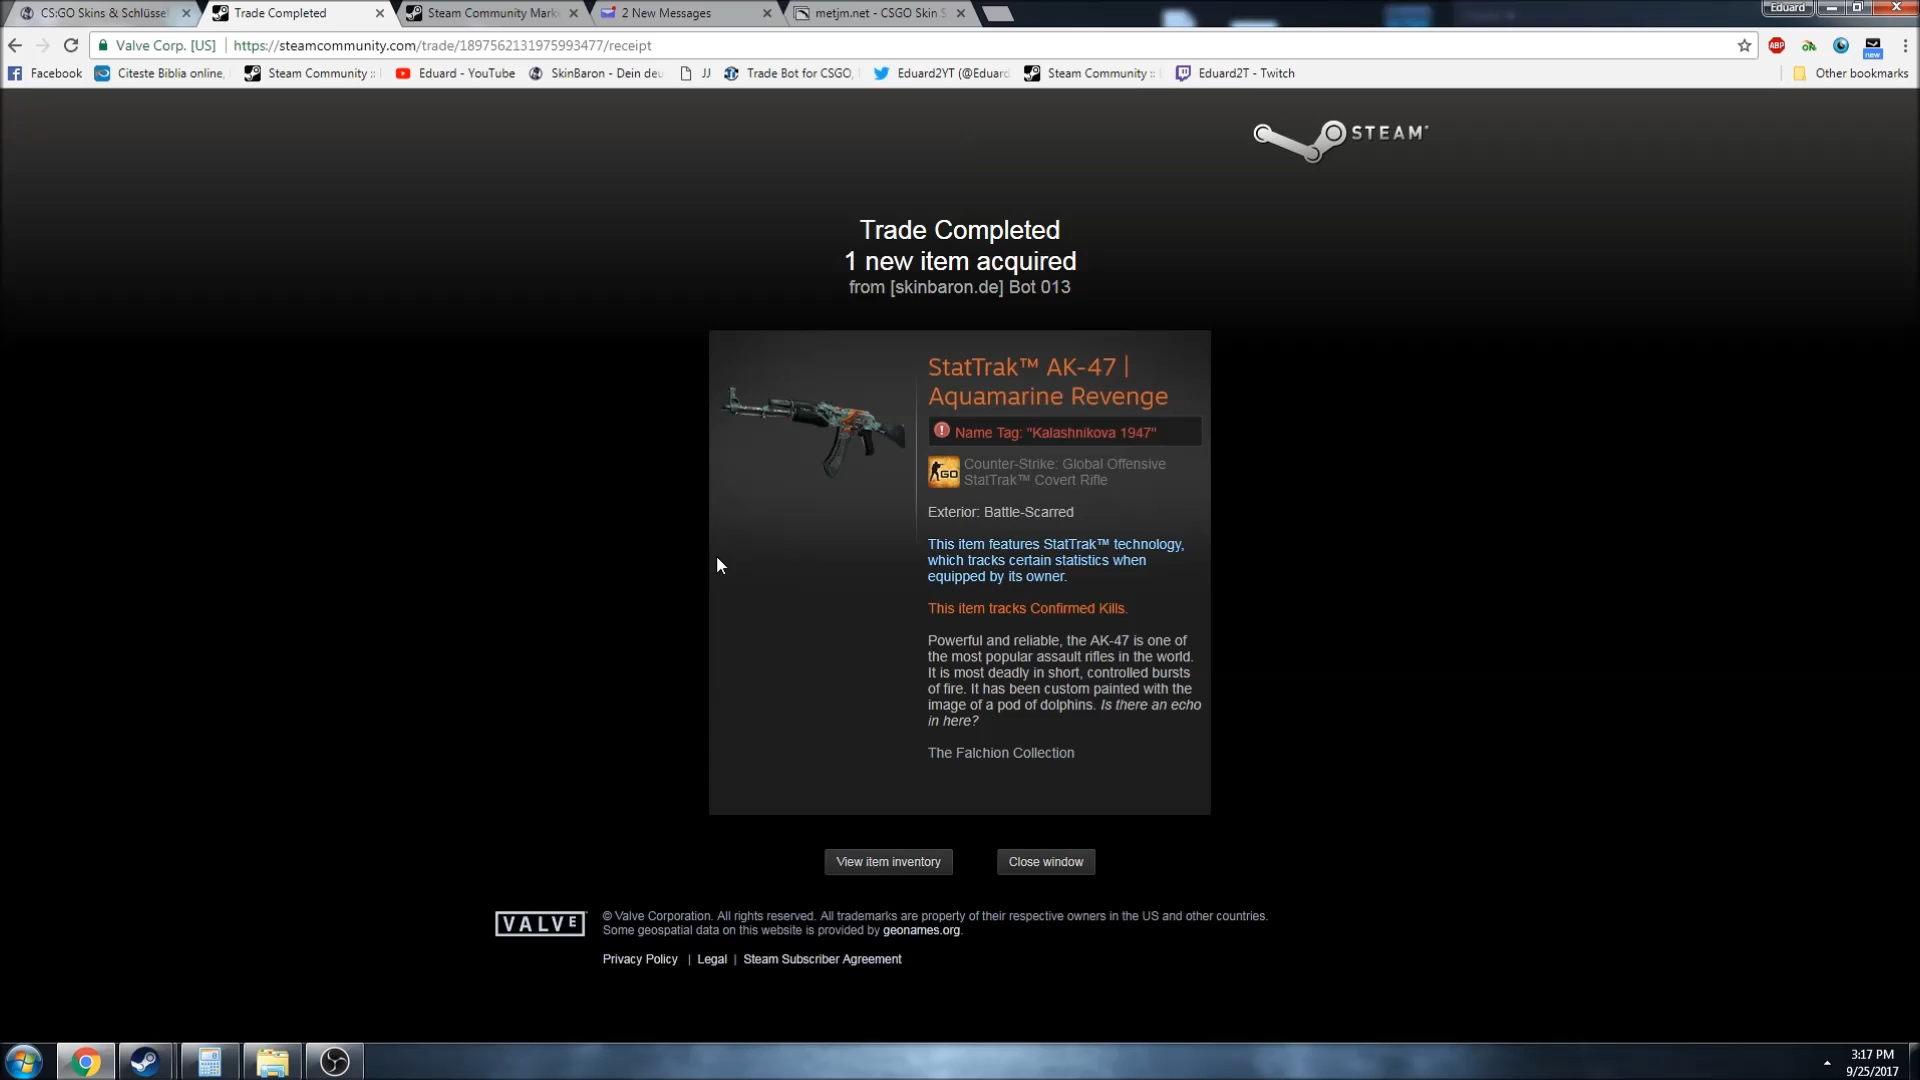 CS:GO Skins & Schlüssel
Trade Completed
Steam Community Mark
2 New Messages
metjm.net - CSGO Skin S
Eduard
Valve Corp. [US]
https://steamcommunity.com/trade/1897562131975993477/receipt
ABP
new
Facebook
Citeste Biblia online,
Steam Community ::
Eduard - YouTube
SkinBaron - Dein deu
JJ
Trade Bot for CSGO,
Eduard2YT (@Eduard
Steam Community ::
Eduard2T - Twitch
Other bookmarks
STEAM
Trade Completed
1 new item acquired
from [skinbaron.de] Bot 013
StatTrak™ AK-47 |
Aquamarine Revenge
Name Tag: "Kalashnikova 1947"
GO
Counter-Strike: Global Offensive
StatTrak™ Covert Rifle
Exterior: Battle-Scarred
This item features StatTrak™ technology,
which tracks certain statistics when
equipped by its owner.
This item tracks Confirmed Kills.
Powerful and reliable, the AK-47 is one of
the most popular assault rifles in the world.
It is most deadly in short, controlled bursts
of fire. It has been custom painted with the
image of a pod of dolphins. Is there an echo
in here?
The Falchion Collection
View item inventory
Close window
VALVE
© Valve Corporation. All rights reserved. All trademarks are property of their respective owners in the US and other countries.
Some geospatial data on this website is provided by geonames.org.
Privacy Policy | Legal | Steam Subscriber Agreement
3:17 PM
9/25/2017